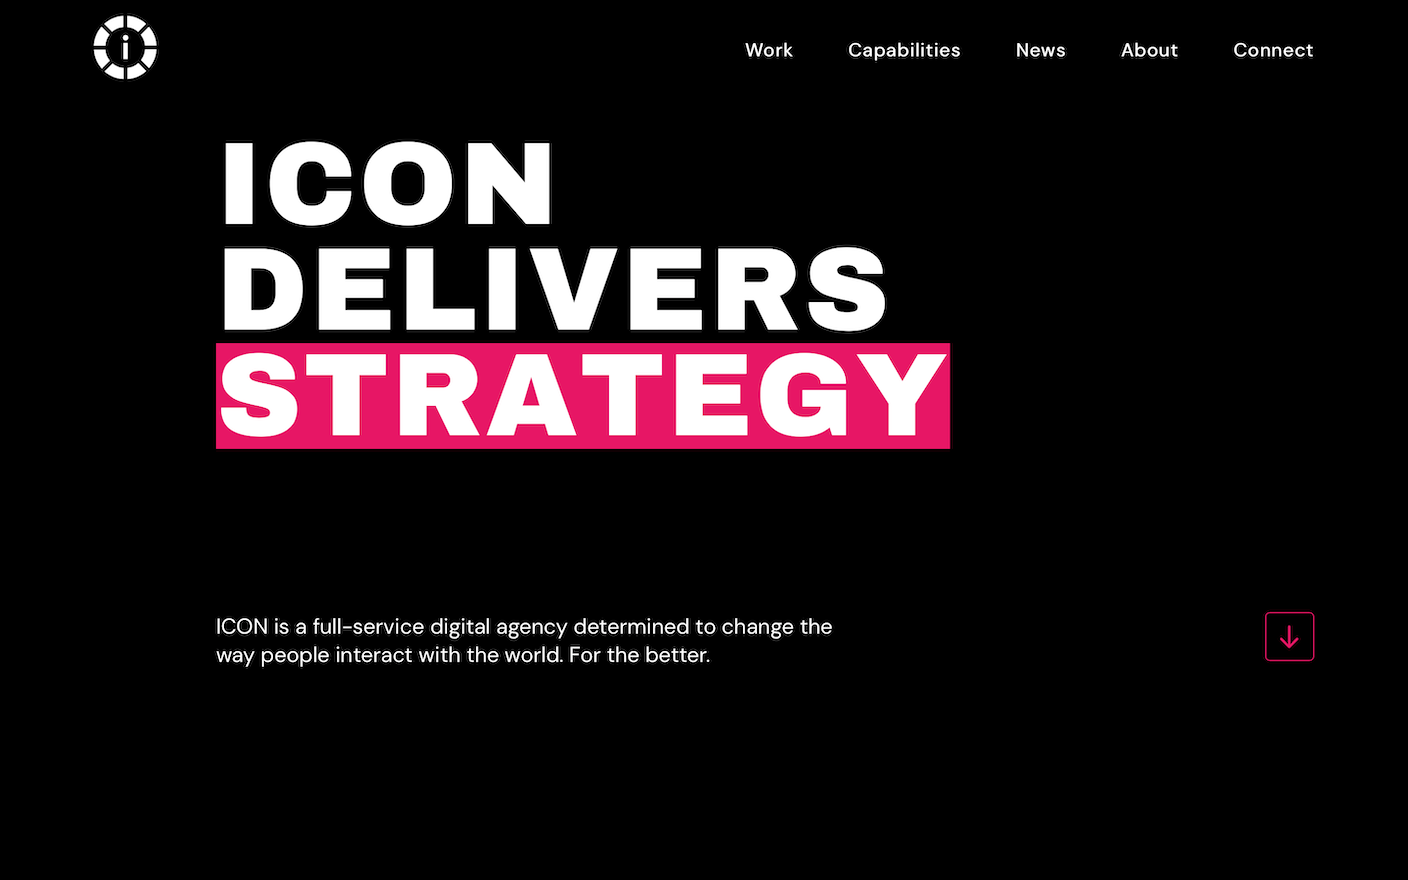 i
Work Capabilities News About Connect
ICON
DELIVERS
STRATEGY
ICON is a full-service digital agency determined to change the
way people interact with the world. For the better.